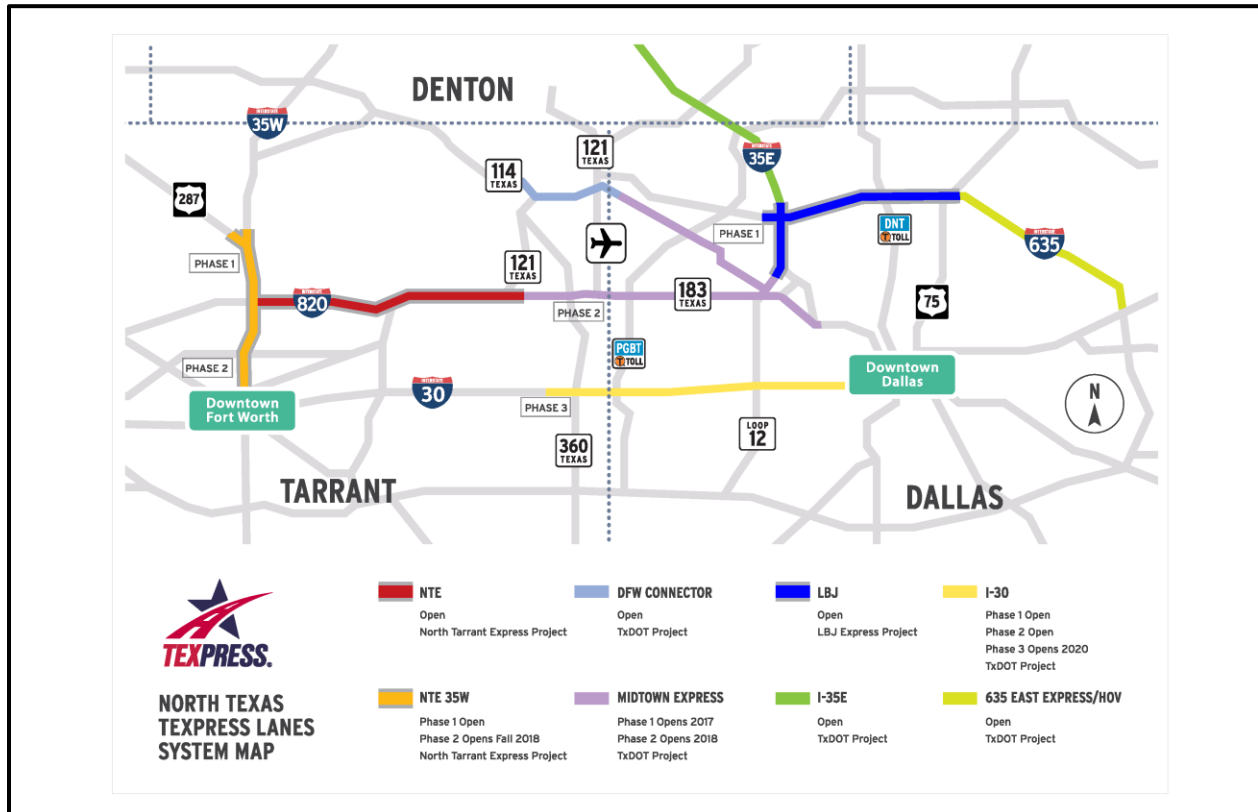 DENTON
INTERSTATE
35W
121
TEXAS
INTERSTATE
35E
114
TEXAS
287
DNT
TOLL
PHASE 1
INTERSTATE
635
PHASE 1
121
TEXAS
183
TEXAS
75
INTERSTATE
820
PHASE 2
PGBT
TOLL
PHASE 2
Downtown
Dallas
INTERSTATE
30
Downtown
Fort Worth
PHASE 3
N
LOOP
12
360
TEXAS
TARRANT
DALLAS
TEXPRESS.
NORTH TEXAS
TEXPRESS LANES
SYSTEM MAP
NTE
Open
North Tarrant Express Project
DFW CONNECTOR
Open
TxDOT Project
LBJ
Open
LBJ Express Project
I-30
Phase 1 Open
Phase 2 Open
Phase 3 Opens 2020
TxDOT Project
NTE 35W
Phase 1 Open
Phase 2 Opens Fall 2018
North Tarrant Express Project
MIDTOWN EXPRESS
Phase 1 Opens 2017
Phase 2 Opens 2018
TxDOT Project
I-35E
Open
TxDOT Project
635 EAST EXPRESS/HOV
Open
TxDOT Project